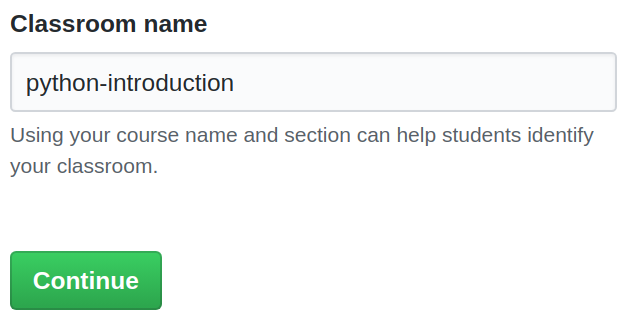 Classroom name
python-introduction
Using your course name and section can help students identify
your classroom.
Continue